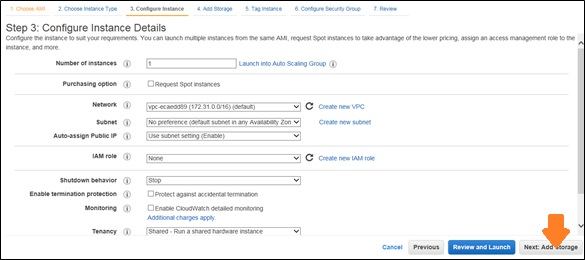 1. Choose AMI 2. Choose Instance Type 3. Configure Instance 4. Add Storage 5. Tag Instance 6. Configure Security Group 7. Review
Step 3: Configure Instance Details
Configure the instance to suit your requirements. You can launch multiple instances from the same AMI, request Spot instances to take advantage of the lower pricing, assign an access management role to the
instance, and more.
Number of instances 1 Launch into Auto Scaling Group
Purchasing option Request Spot instances
Network vpc-ecaedd89 (172.31.0.0/16) (default) Create new VPC
Subnet No preference (default subnet in any Availability Zon Create new subnet
Auto-assign Public IP Use subnet setting (Enable)
IAM role None Create new IAM role
Shutdown behavior Stop
Enable termination protection Protect against accidental termination
Monitoring Enable CloudWatch detailed monitoring
Additional charges apply.
Tenancy Shared - Run a shared hardware instance
Cancel Previous Review and Launch Next: Add Storage